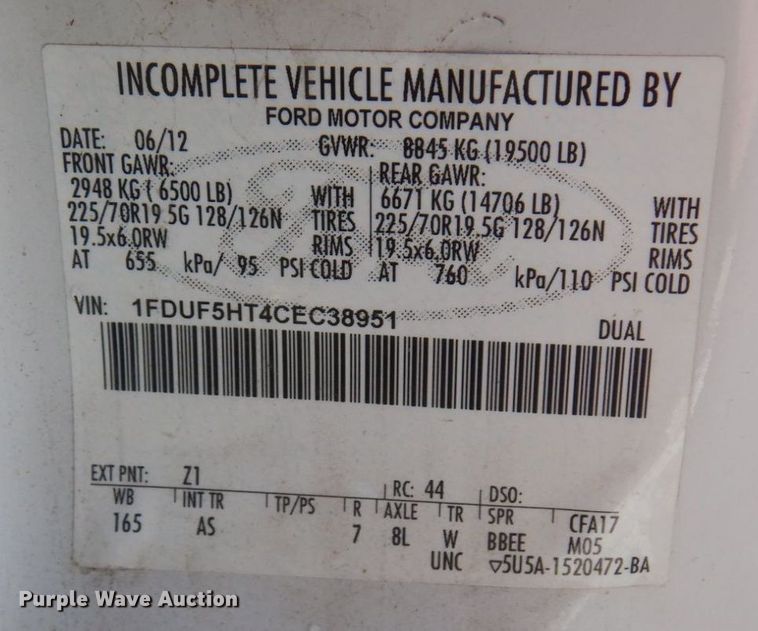 INCOMPLETE VEHICLE MANUFACTURED BY
FORD MOTOR COMPANY
DATE: 06/12 GVWR: 8845 KG (19500 LB)
FRONT GAWR: REAR GAWR:
2948 KG ( 6500 LB) WITH 6671 KG (14706 LB) WITH
225/70R19.5G 128/126N TIRES 225/70R19.5G 128/126N TIRES
19.5x6.0RW RIMS 19.5x6.0RW RIMS
AT 655 kPa/ 95 PSI COLD AT 760 kPa/110 PSI COLD
VIN: 1FDUF5HT4CEC38951 DUAL
EXT PNT: Z1 RC: 44 DSO:
WB INT TR TP/PS R AXLE TR SPR CFA17
165 AS 7 8L W BBEE M05
UNC ▽5U5A-1520472-BA
Purple Wave Auction